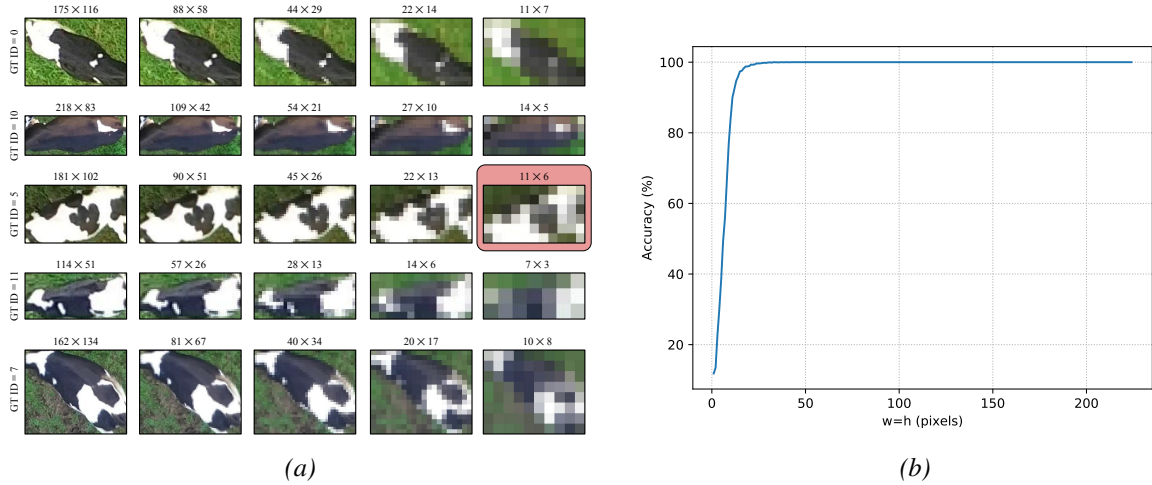 175 × 116 88 × 58 44 × 29 22 × 14 11 × 7
GT ID = 0
218 × 83 109 × 42 54 × 21 27 × 10 14 × 5
GT ID = 10
181 × 102 90 × 51 45 × 26 22 × 13 11 × 6
GT ID = 5
114 × 51 57 × 26 28 × 13 14 × 6 7 × 3
GT ID = 11
162 × 134 81 × 67 40 × 34 20 × 17 10 × 8
GT ID = 7
(a)
Accuracy (%)
100
80
60
40
20
0 50 100 150 200
w=h (pixels)
(b)